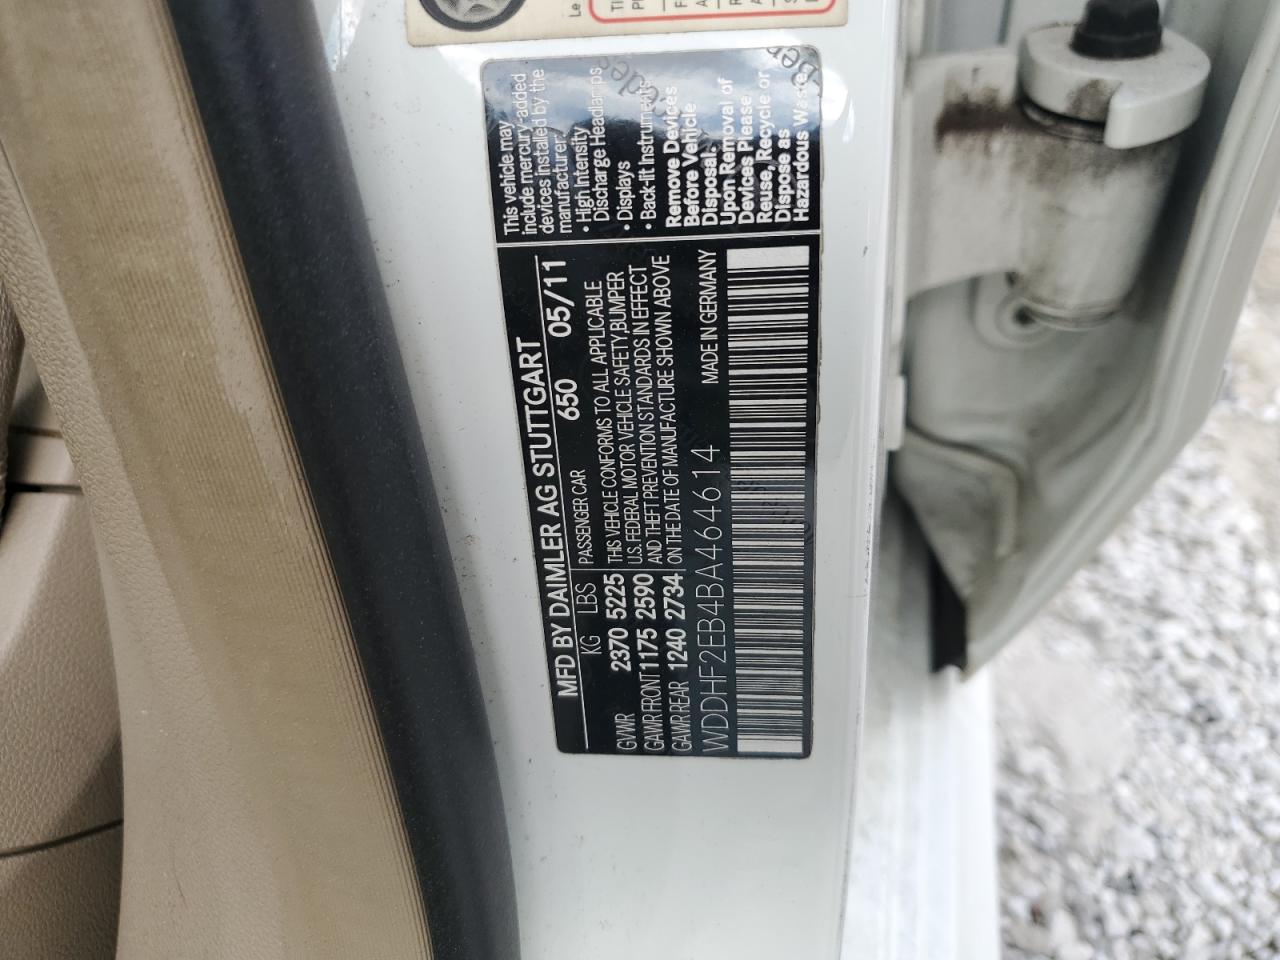 MFD BY DAIMLER AG STUTTGART
KG LBS PASSENGER CAR 650 05/11
GVWR 2370 5225 THIS VEHICLE CONFORMS TO ALL APPLICABLE
U.S. FEDERAL MOTOR VEHICLE SAFETY, BUMPER
GAWR FRONT 1175 2590 AND THEFT PREVENTION STANDARDS IN EFFECT
GAWR REAR 1240 2734 ON THE DATE OF MANUFACTURE SHOWN ABOVE
WDDHF2EB4BA464614 MADE IN GERMANY
This vehicle may
include mercury-added
devices installed by the
manufacturer:
• High Intensity
Discharge Headlamps
• Displays
• Back-lit Instruments
Remove Devices
Before Vehicle
Disposal.
Upon Removal of
Devices Please
Reuse, Recycle or
Dispose as
Hazardous Waste.
Le